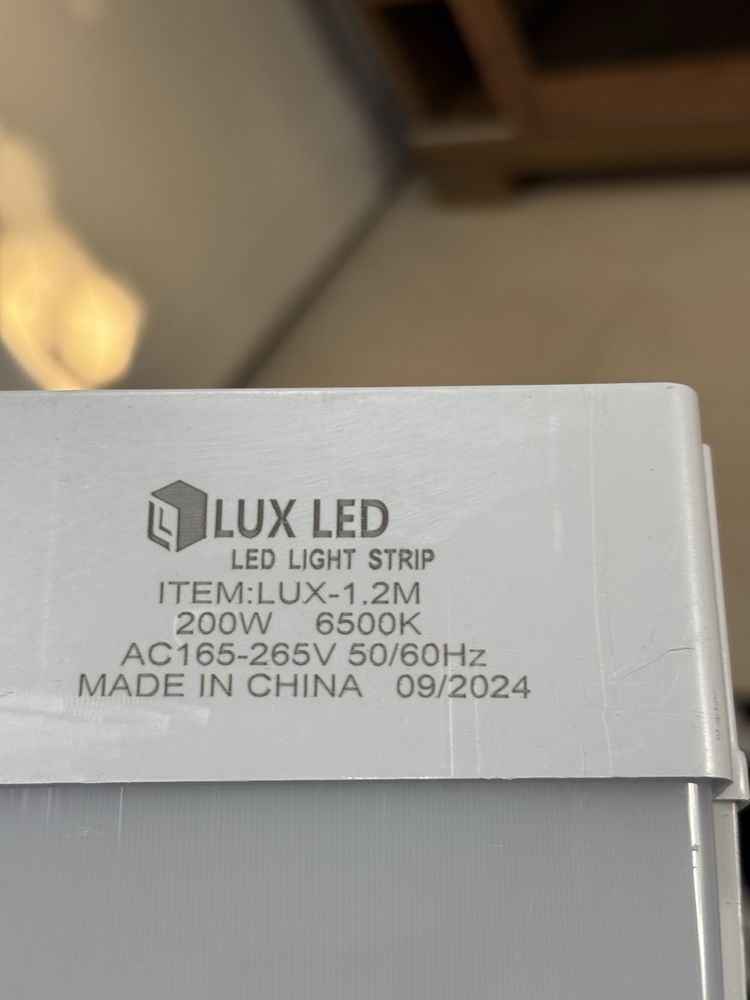 LUX LED
LED LIGHT STRIP
ITEM:LUX-1.2M
200W 6500K
AC165-265V 50/60Hz
MADE IN CHINA 09/2024